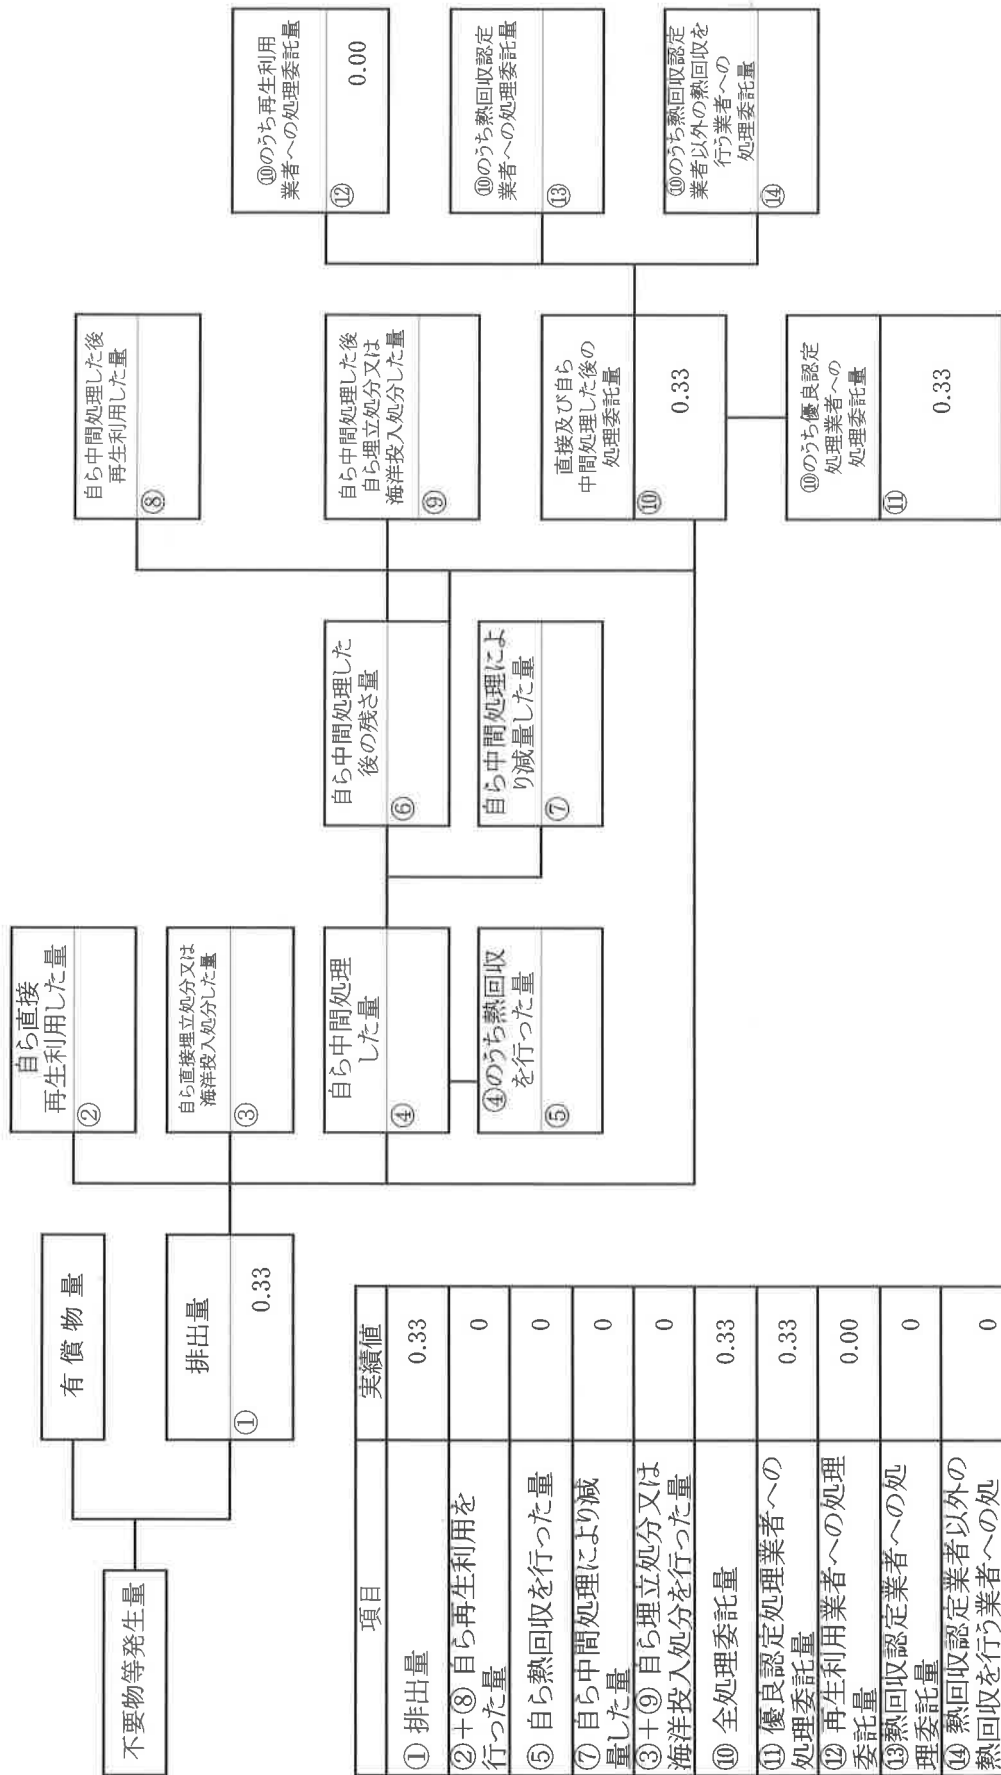 不要物等発生量
有償物量
排出量
①
0.33
自ら直接
再生利用した量
②
自ら直接埋立処分又は
海洋投入処分した量
③
自ら中間処理
した量
④
④のうち熱回収
を行った量
⑤
自ら中間処理した
後の残さ量
⑥
自ら中間処理によ
り減量した量
⑦
自ら中間処理した後
再生利用した量
⑧
自ら中間処理した後
自ら埋立処分又は
海洋投入処分した量
⑨
直接及び自ら
中間処理した後の
処理委託量
⑩
0.33
⑩のうち優良認定
処理業者への
処理委託量
⑪
0.33
⑩のうち再生利用
業者への処理委託量
⑫
0.00
⑩のうち熱回収認定
業者への処理委託量
⑬
⑩のうち熱回収認定
業者以外の熱回収を
行う業者への
処理委託量
⑭
項目 実績値
① 排出量 0.33
②+⑧ 自ら再生利用を
行った量 0
⑤ 自ら熱回収を行った量 0
⑦ 自ら中間処理により減
量した量 0
③+⑨ 自ら埋立処分又は
海洋投入処分を行った量 0
⑩ 全処理委託量 0.33
⑪ 優良認定処理業者への
処理委託量 0.33
⑫ 再生利用業者への処理
委託量 0.00
⑬熱回収認定業者への処
理委託量 0
⑭ 熱回収認定業者以外の
熱回収を行う業者への処 0